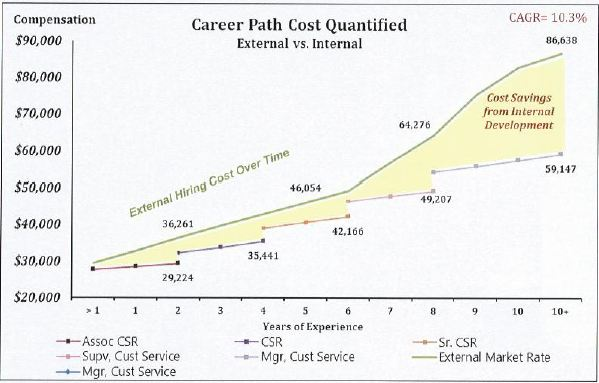 Compensation
Career Path Cost Quantified
External vs. Internal
CAGR= 10.3%
$90,000
$80,000
$70,000
$60,000
$50,000
$40,000
$30,000
$20,000
86,638
Cost Savings
from Internal
Development
64,276
External Hiring Cost Over Time
46,054
59,147
49,207
36,261
42,166
35,441
29,224
> 1 1 2 3 4 5 6 7 8 9 10 10+
Years of Experience
Assoc CSR CSR Sr. CSR
Supv, Cust Service Mgr, Cust Service External Market Rate
Mgr, Cust Service